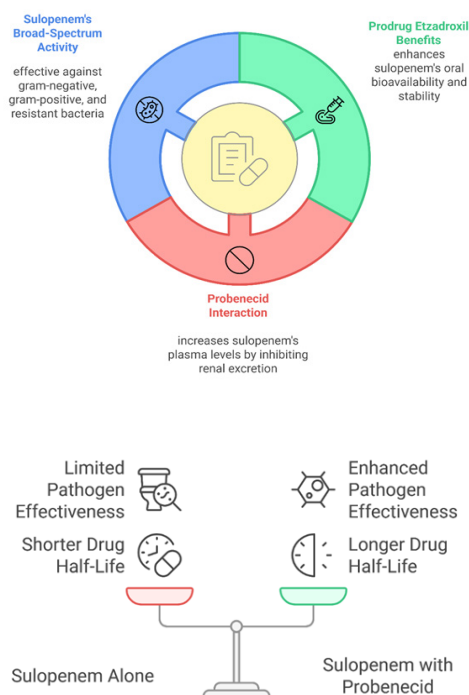 Sulopenem's
Broad-Spectrum
Activity
effective against
gram-negative,
gram-positive, and
resistant bacteria
Prodrug Etzadroxil
Benefits
enhances
sulopenem's oral
bioavailability and
stability
Probenecid
Interaction
increases sulopenem's
plasma levels by inhibiting
renal excretion
Limited
Pathogen
Effectiveness
Enhanced
Pathogen
Effectiveness
Shorter Drug
Half-Life
Longer Drug
Half-Life
Sulopenem Alone
Sulopenem with
Probenecid